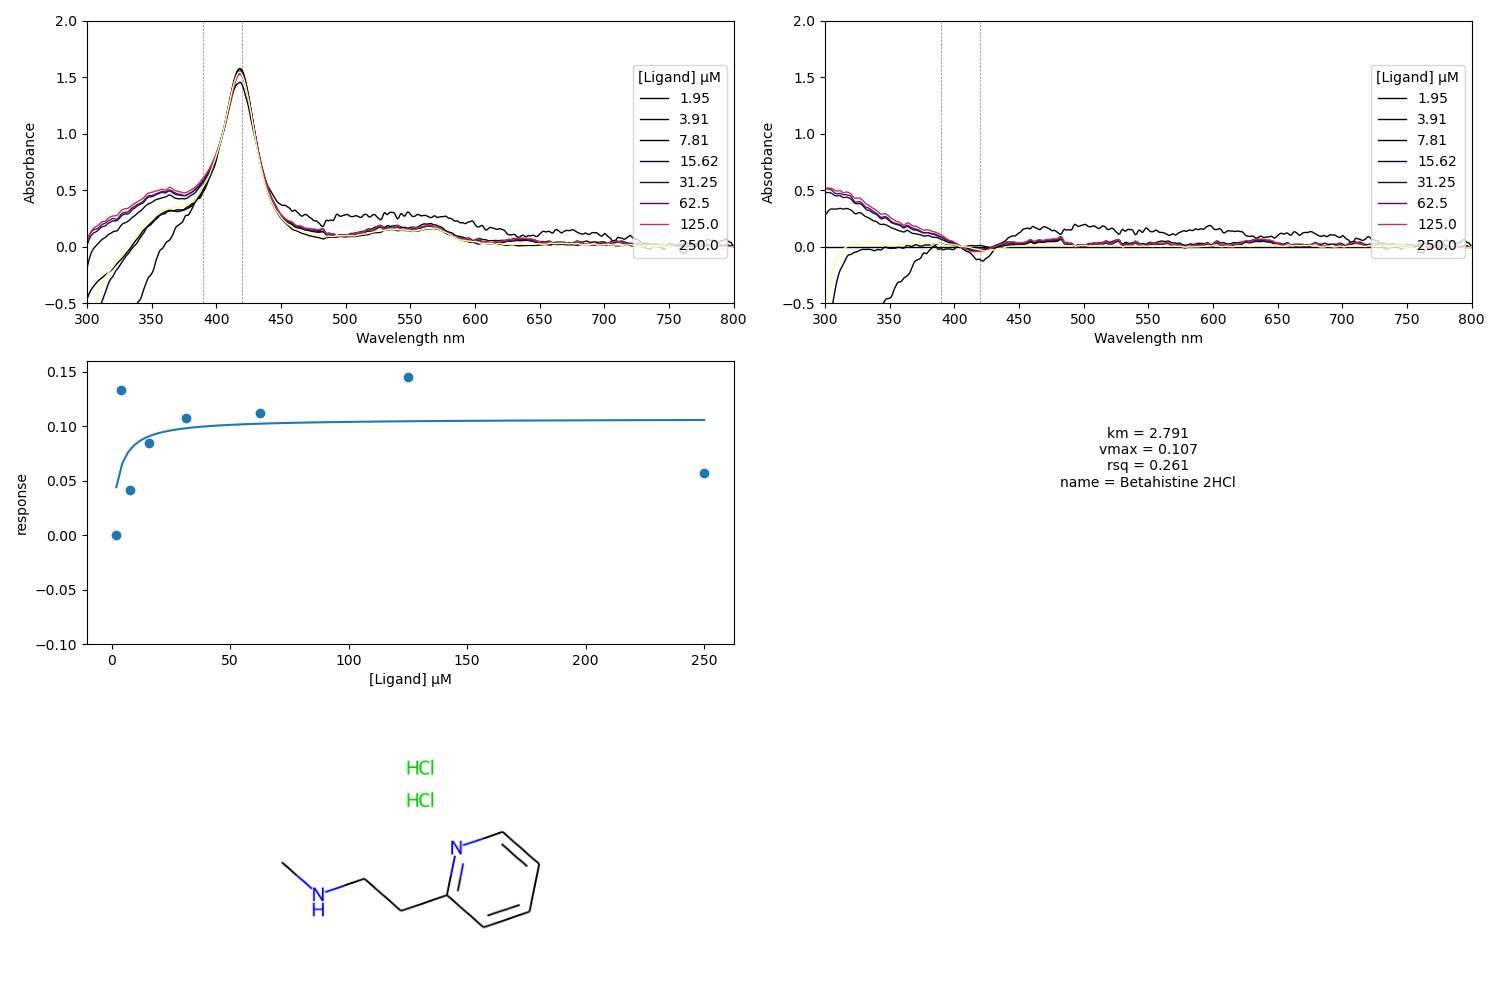 2.0
1.5
1.0
0.5
0.0
−0.5
Absorbance
300 350 400 450 500 550 600 650 700 750 800
Wavelength nm
[Ligand] μM
1.95
3.91
7.81
15.62
31.25
62.5
125.0
250.0
2.0
1.5
1.0
0.5
0.0
−0.5
Absorbance
300 350 400 450 500 550 600 650 700 750 800
Wavelength nm
[Ligand] μM
1.95
3.91
7.81
15.62
31.25
62.5
125.0
250.0
0.15
0.10
0.05
0.00
−0.05
−0.10
response
0 50 100 150 200 250
[Ligand] μM
km = 2.791
vmax = 0.107
rsq = 0.261
name = Betahistine 2HCl
HCl
HCl
N
N
H